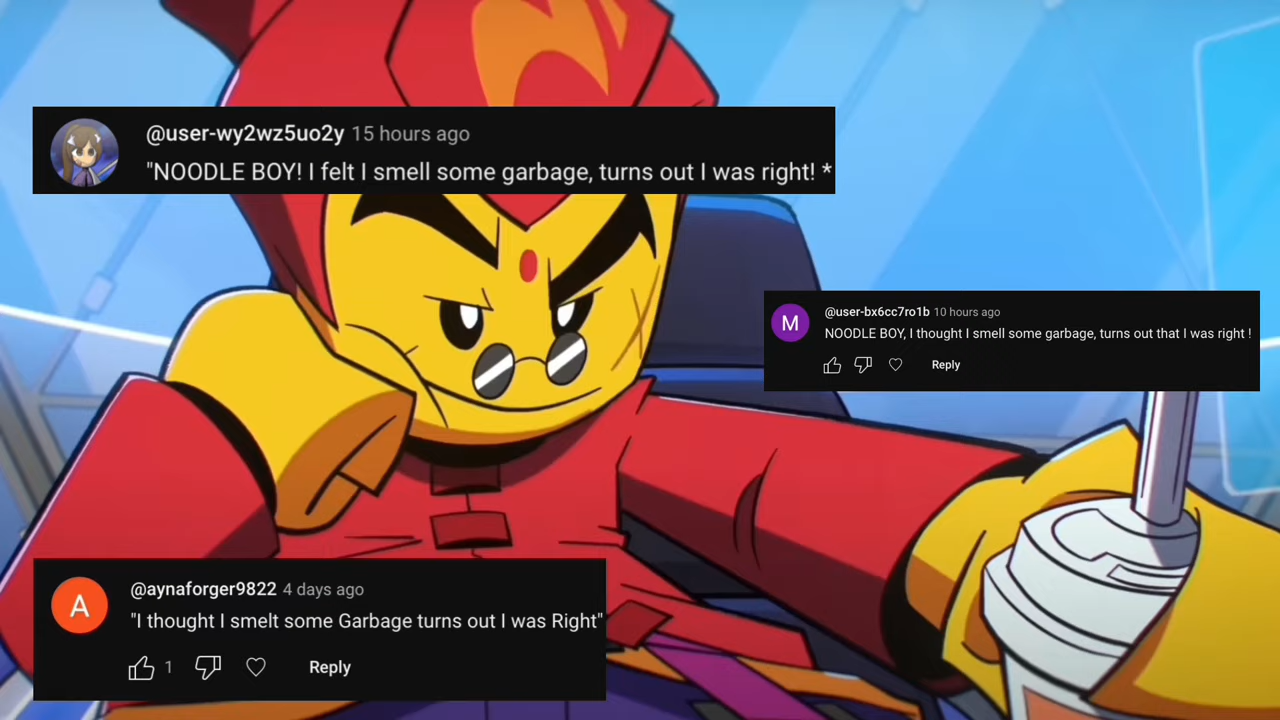 @user-wy2wz5uo2y 15 hours ago
"NOODLE BOY! I felt I smell some garbage, turns out I was right! *
M
@user-bx6cc7ro1b 10 hours ago
NOODLE BOY, I thought I smell some garbage, turns out that I was right !
Reply
A
@aynaforger9822 4 days ago
"I thought I smelt some Garbage turns out I was Right"
1
Reply